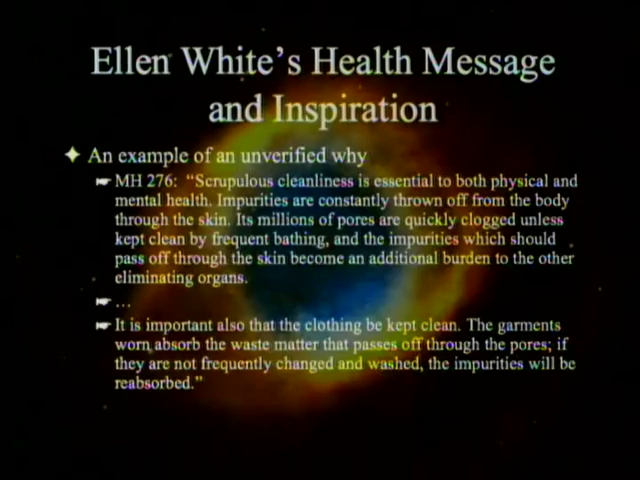 Ellen White's Health Message
and Inspiration
An example of an unverified why
MH 276: “Scrupulous cleanliness is essential to both physical and
mental health. Impurities are constantly thrown off from the body
through the skin. Its millions of pores are quickly clogged unless
kept clean by frequent bathing, and the impurities which should
pass off through the skin become an additional burden to the other
eliminating organs.
…
It is important also that the clothing be kept clean. The garments
worn absorb the waste matter that passes off through the pores; if
they are not frequently changed and washed, the impurities will be
reabsorbed.”